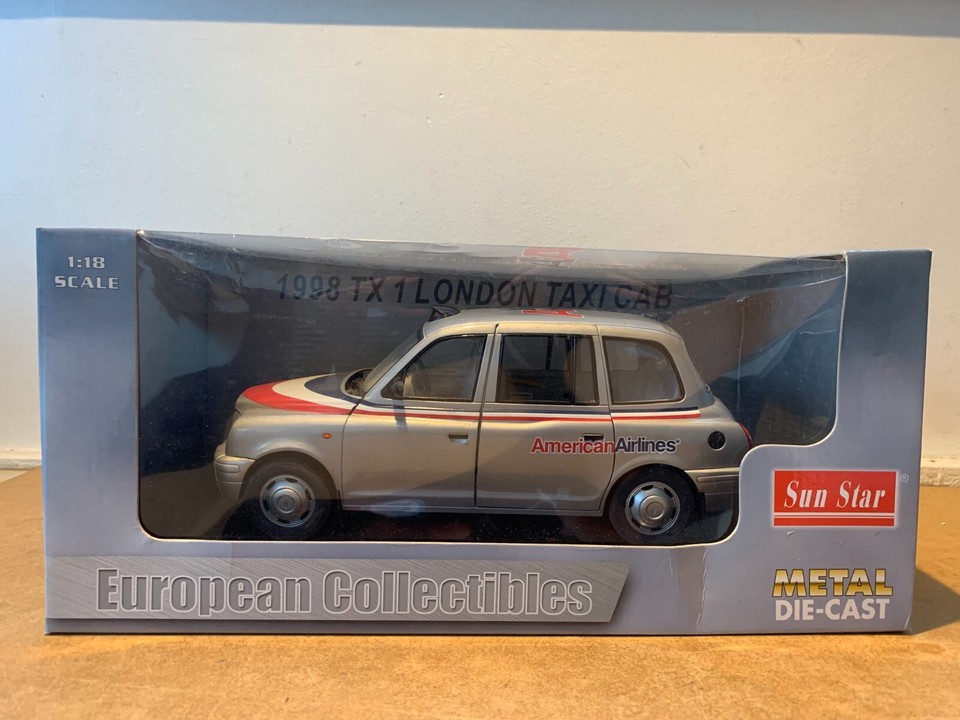 1:18
SCALE
1998 TX 1 LONDON TAXI CAB
AmericanAirlines®
Sun Star ®
European Collectibles
METAL
DIE-CAST